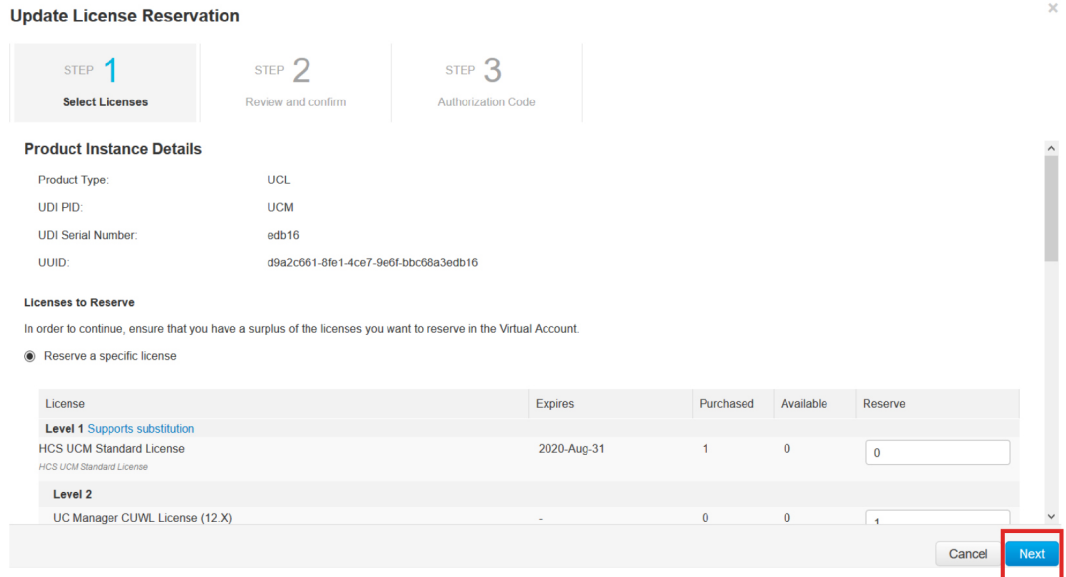 Update License Reservation
×
STEP 1
Select Licenses
STEP 2
Review and confirm
STEP 3
Authorization Code
Product Instance Details
Product Type: UCL
UDI PID: UCM
UDI Serial Number: edb16
UUID: d9a2c661-8fe1-4ce7-9e6f-bbc68a3edb16
Licenses to Reserve
In order to continue, ensure that you have a surplus of the licenses you want to reserve in the Virtual Account.
Reserve a specific license
License Expires Purchased Available Reserve
Level 1 Supports substitution
HCS UCM Standard License 2020-Aug-31 1 0 0
HCS UCM Standard License
Level 2
UC Manager CUWL License (12.X) - 0 0 1
Cancel Next